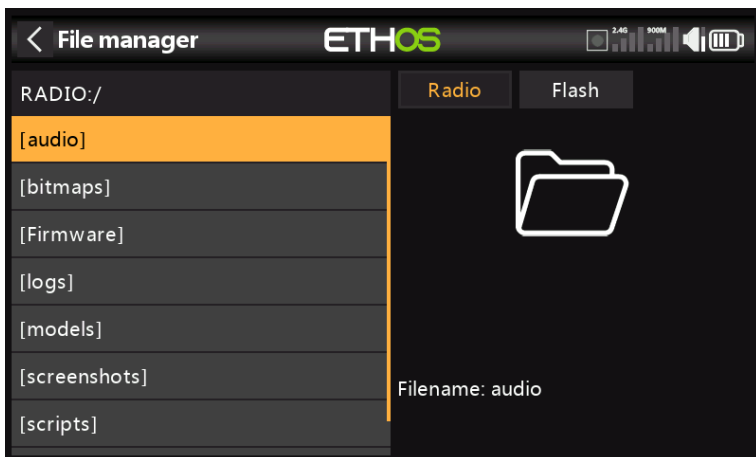 File manager
ETHOS
2.4G 900M
RADIO:/
Radio Flash
[audio]
[bitmaps]
[Firmware]
[logs]
[models]
[screenshots]
[scripts]
Filename: audio